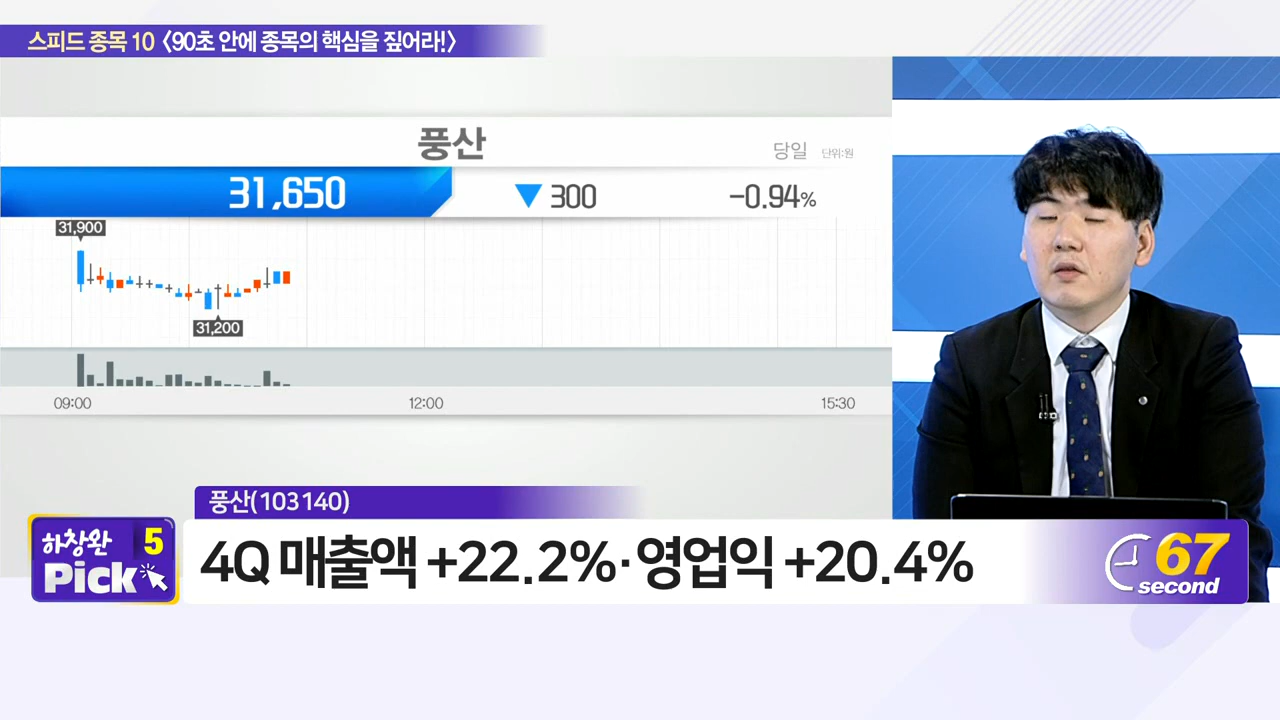 스피드 종목 10 〈90초 안에 종목의 핵심을 짚어라!〉
풍산
당일 단위:원
31,650 ▼ 300 -0.94%
31,900
31,200
09:00 12:00 15:30
풍산(103140)
하창완 5
Pick
4Q 매출액 +22.2%·영업익 +20.4%
67
second